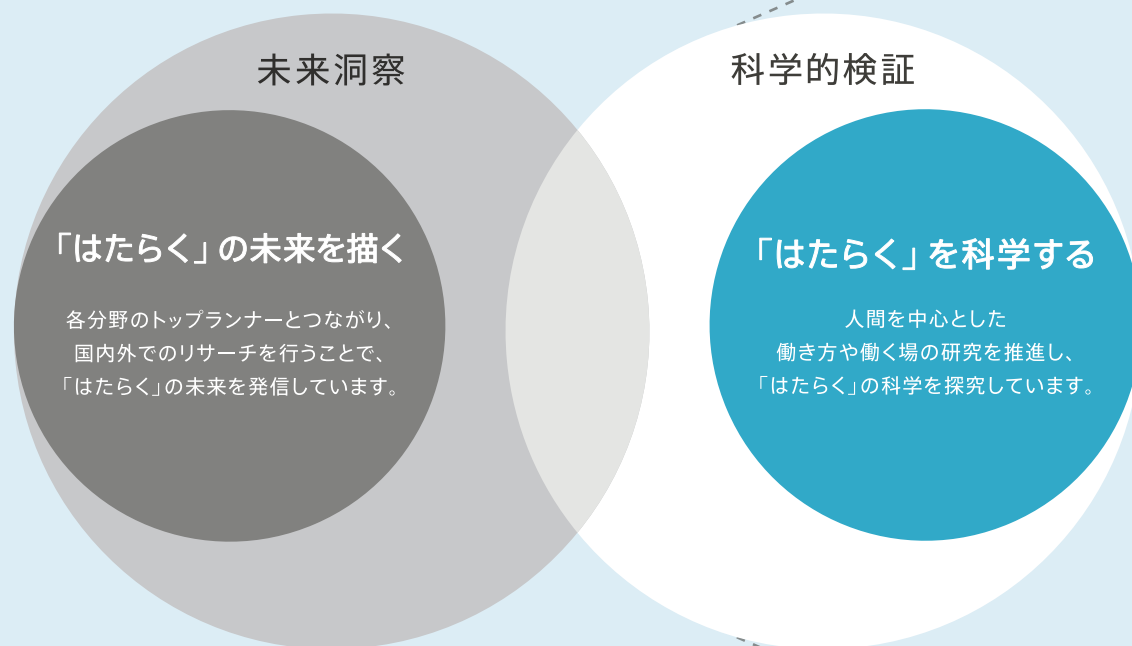 未来洞察
「はたらく」の未来を描く
各分野のトップランナーとつながり、
国内外でのリサーチを行うことで、
「はたらく」の未来を発信しています。
科学的検証
「はたらく」を科学する
人間を中心とした
働き方や働く場の研究を推進し、
「はたらく」の科学を探究しています。